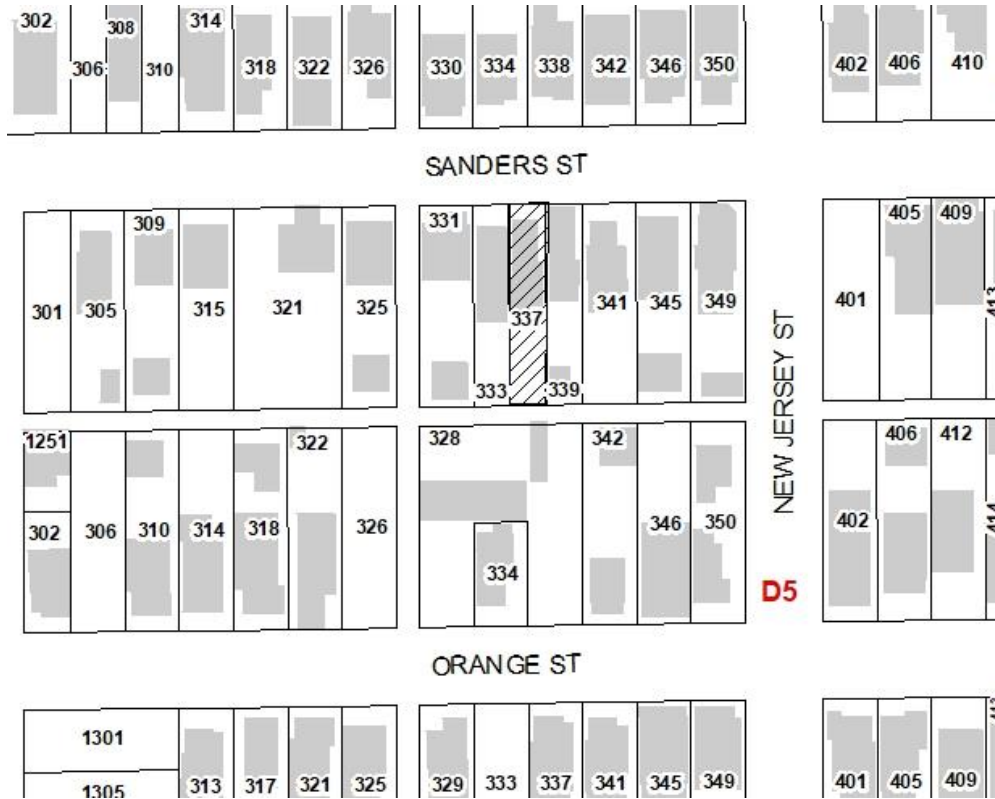 302 306 308 310 314 318 322 326 330 334 338 342 346 350 402 406 410
SANDERS ST
301 305 309 315 321 325 331 333 337 339 341 345 349 401 405 409 413
NEW JERSEY ST
1251 302 306 310 314 318 322 326 328 334 342 346 350 402 406 412 414
D5
ORANGE ST
1301
1305 313 317 321 325 329 333 337 341 345 349 401 405 409